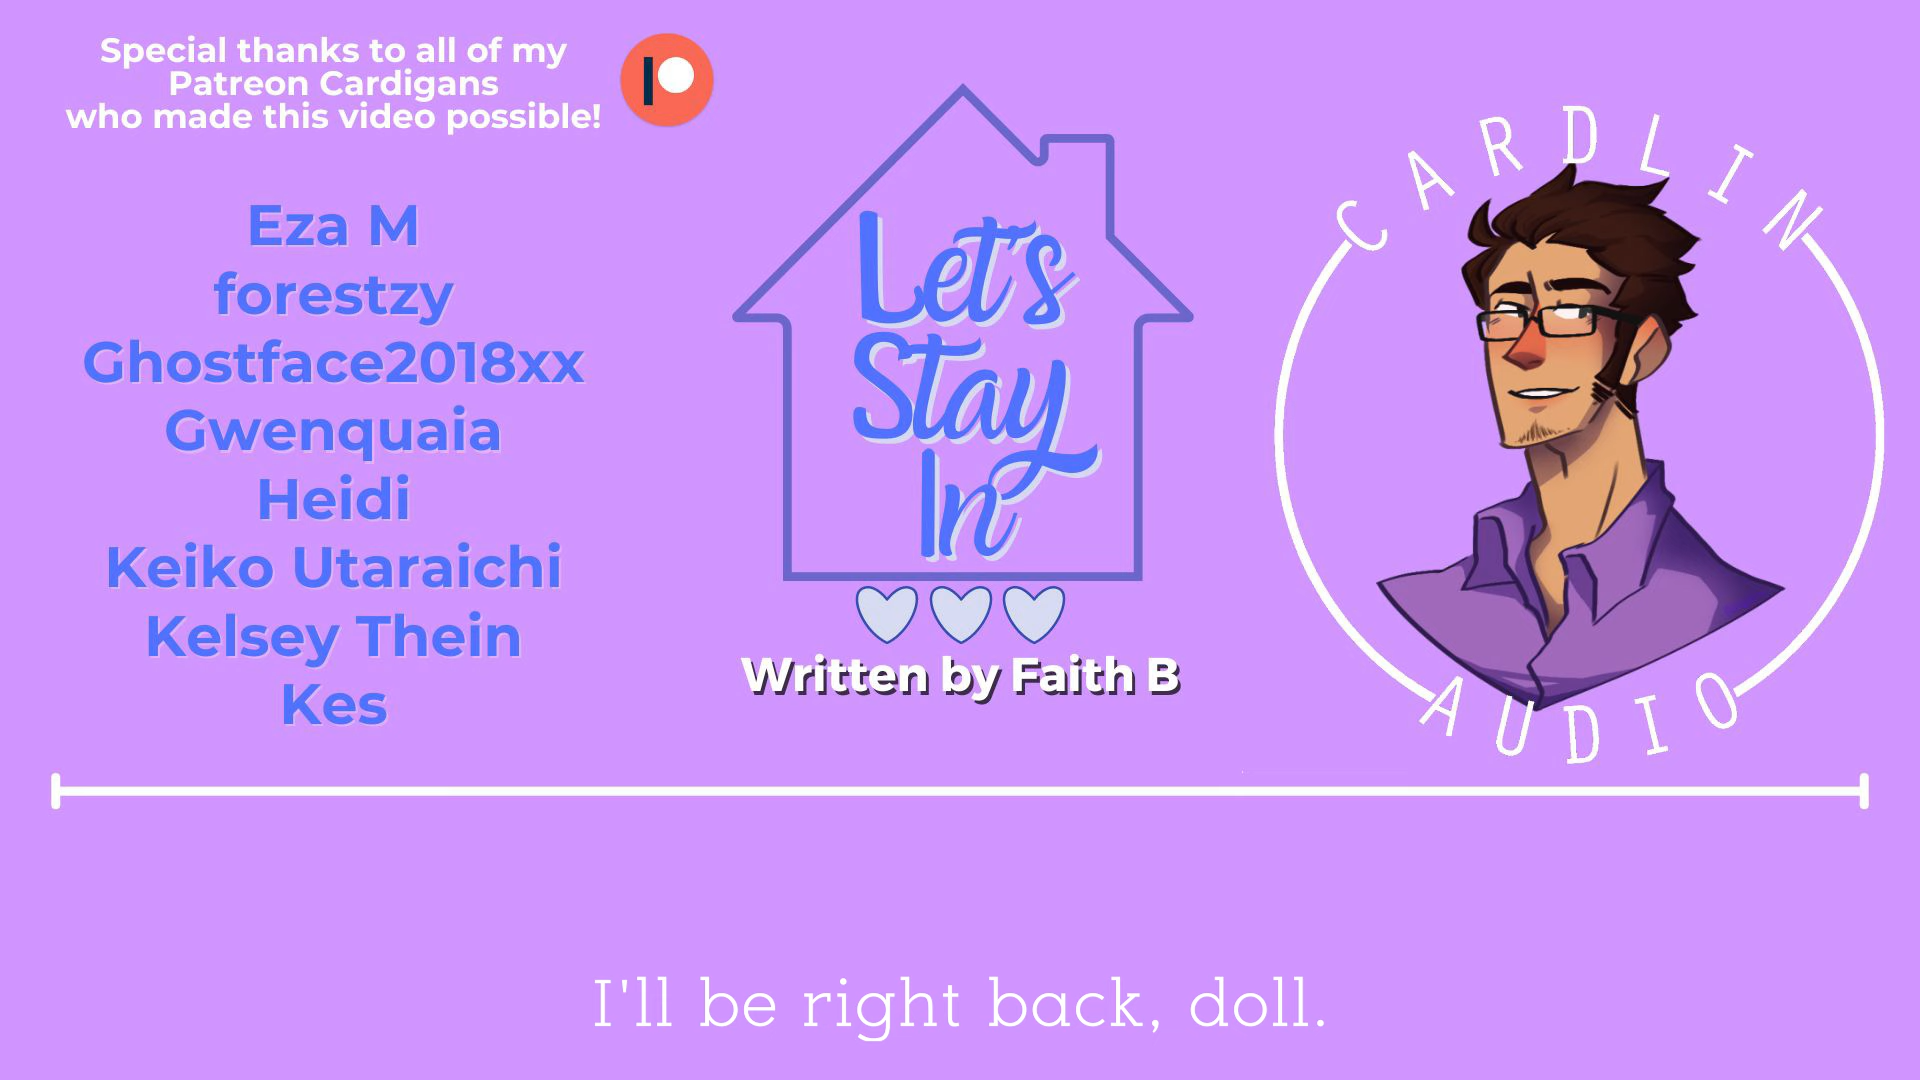 Special thanks to all of my
Patreon Cardigans
who made this video possible!
Eza M
forestzy
Ghostface2018xx
Gwenquaia
Heidi
Keiko Utaraichi
Kelsey Thein
Kes
Let's
Stay
In
Written by Faith B
CARDLIN
AUDIO
I'll be right back, doll.